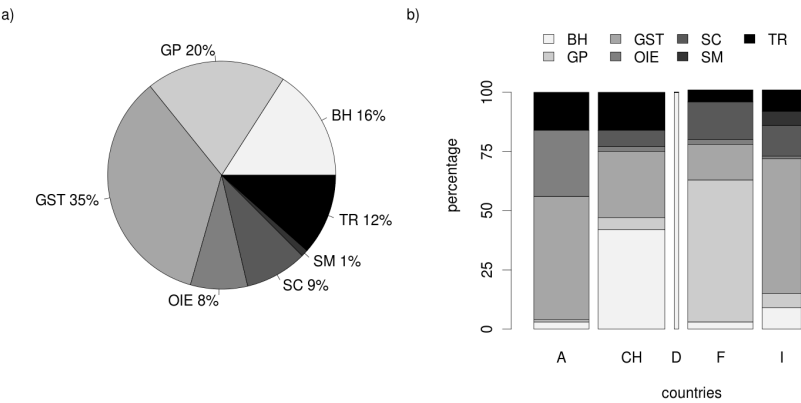 a)
GP 20%
BH 16%
GST 35%
TR 12%
SM 1%
SC 9%
OIE 8%
b)
BH GST SC TR
GP OIE SM
percentage
100
75
50
25
0
A CH D F I
countries